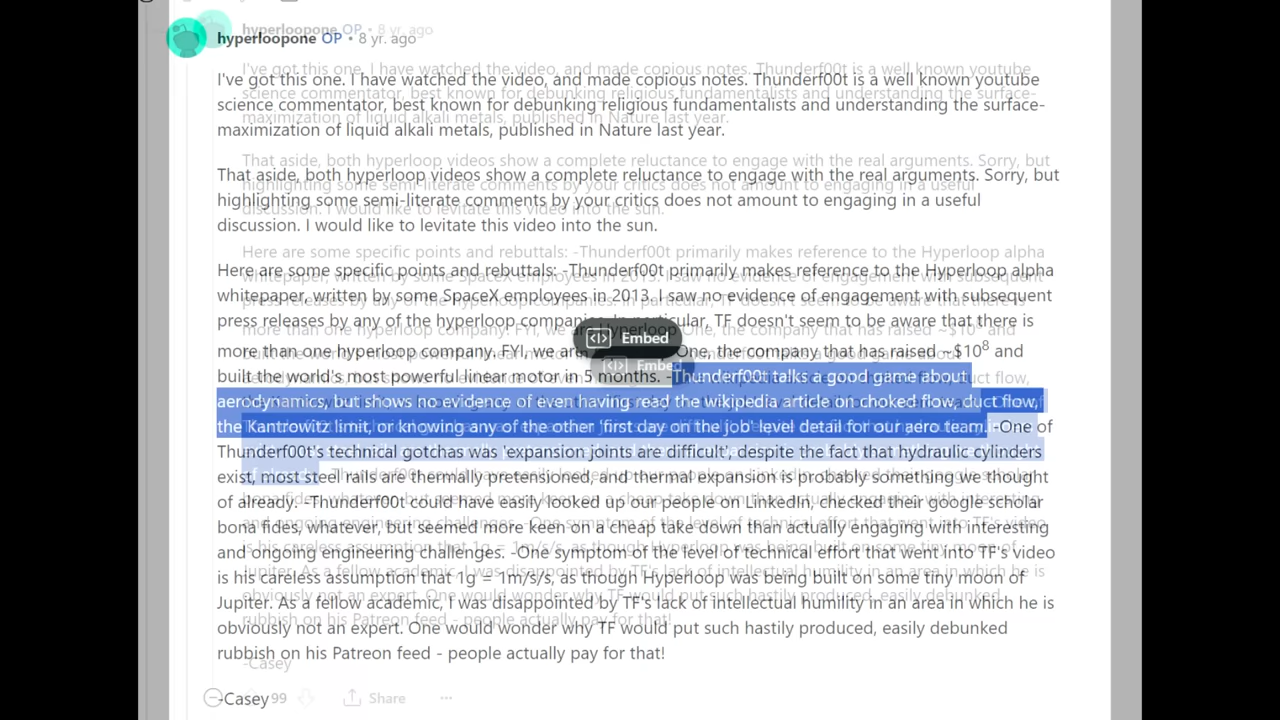 hyperloopone OP • 8 yr. ago
I've got this one. I have watched the video, and made copious notes. Thunderf00t is a well known youtube
science commentator, best known for debunking religious fundamentalists and understanding the surface-
maximization of liquid alkali metals, published in Nature last year.
That aside, both hyperloop videos show a complete reluctance to engage with the real arguments. Sorry, but
highlighting some semi-literate comments by your critics does not amount to engaging in a useful
discussion. I would like to levitate this video into the sun.
Here are some specific points and rebuttals: -Thunderf00t primarily makes reference to the Hyperloop alpha
whitepaper, written by some SpaceX employees in 2013. I saw no evidence of engagement with subsequent
press releases by any of the hyperloop companies. In particular, TF doesn't seem to be aware that there is
more than one hyperloop company. FYI, we are Hyperloop One, the company that has raised ~$10⁸ and
built the world's most powerful linear motor in 5 months. -Thunderf00t talks a good game about
aerodynamics, but shows no evidence of even having read the wikipedia article on choked flow, duct flow,
the Kantrowitz limit, or knowing any of the other 'first day on the job' level detail of our aero team. -One of
Thunderf00t's technical gotchas was 'expansion joints are difficult', despite the fact that hydraulic cylinders
exist, most steel rails are thermally pretensioned, and thermal expansion is probably something we thought
of already. -Thunderf00t could have easily looked up our people on LinkedIn, checked their google scholar
bona fides, whatever, but seemed more keen on a cheap take down than actually engaging with interesting
and ongoing engineering challenges. -One symptom of the level of technical effort that went into TF's video
is his careless assumption that 1g = 1m/s/s, as though Hyperloop was being built on some tiny moon of
Jupiter. As a fellow academic, I was disappointed by TF's lack of intellectual humility in an area in which he is
obviously not an expert. One would wonder why TF would put such hastily produced, easily debunked
rubbish on his Patreon feed - people actually pay for that!
-Casey
99
Share
Embed